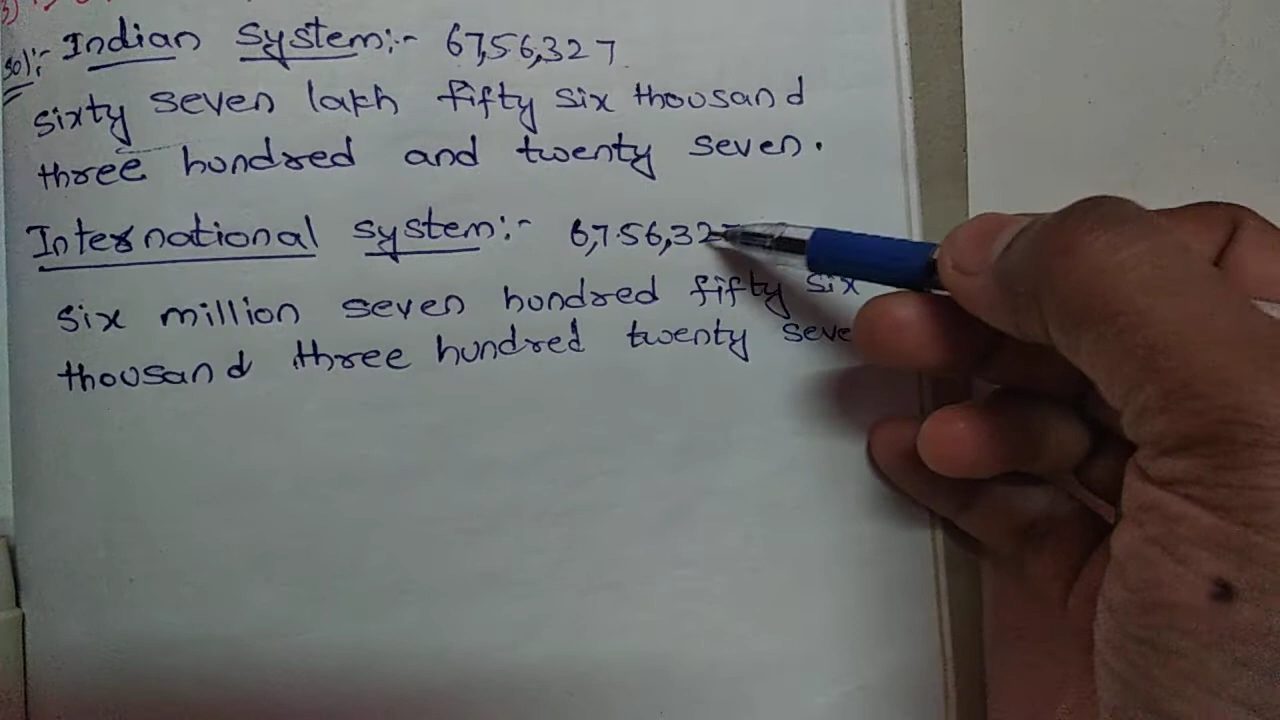 Sol:- Indian System:- 67,56,327
sixty seven lakh fifty six thousand
three hundred and twenty seven.
International system:- 6,756,327
six million seven hundred fifty six
thousand three hundred twenty seve